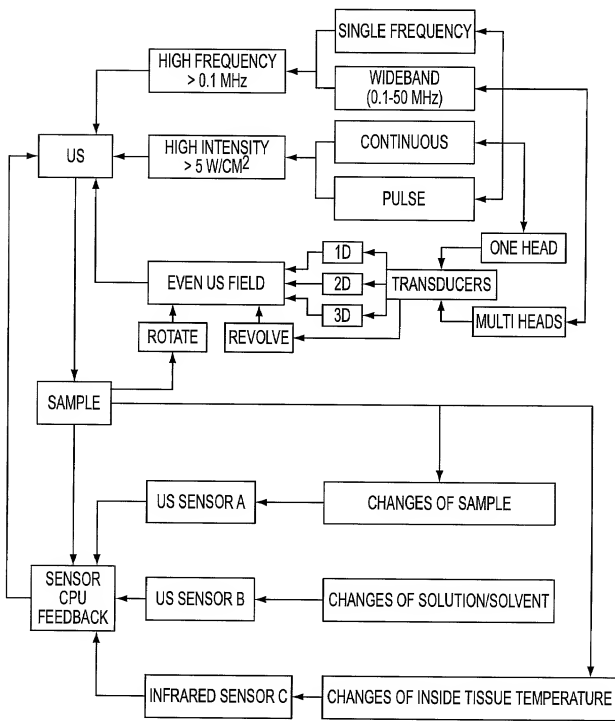 SINGLE FREQUENCY
HIGH FREQUENCY
> 0.1 MHz
WIDEBAND
(0.1-50 MHz)
US
HIGH INTENSITY
> 5 W/CM2
CONTINUOUS
PULSE
ONE HEAD
EVEN US FIELD
1D
2D
3D
TRANSDUCERS
MULTI HEADS
ROTATE
REVOLVE
SAMPLE
US SENSOR A
CHANGES OF SAMPLE
SENSOR
CPU
FEEDBACK
US SENSOR B
CHANGES OF SOLUTION/SOLVENT
INFRARED SENSOR C
CHANGES OF INSIDE TISSUE TEMPERATURE